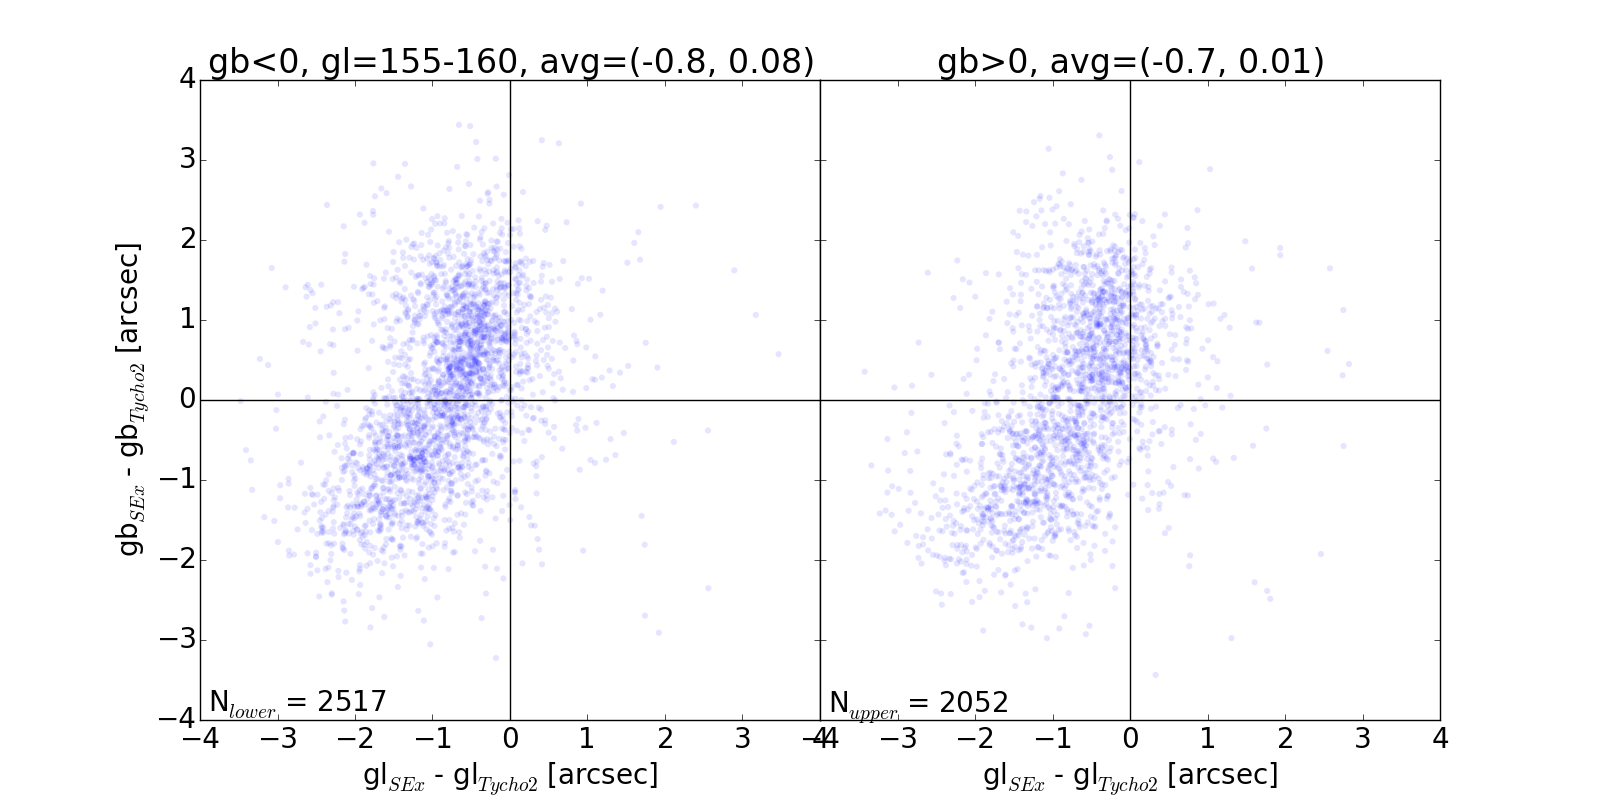 gb<0, gl=155-160, avg=(-0.8, 0.08)
gb>0, avg=(-0.7, 0.01)
4
3
2
1
0
−1
−2
−3
−4
gb_SEx - gb_Tycho2 [arcsec]
N_lower = 2517
N_upper = 2052
−4 −3 −2 −1 0 1 2 3 4
−4 −3 −2 −1 0 1 2 3 4
gl_SEx - gl_Tycho2 [arcsec]
gl_SEx - gl_Tycho2 [arcsec]